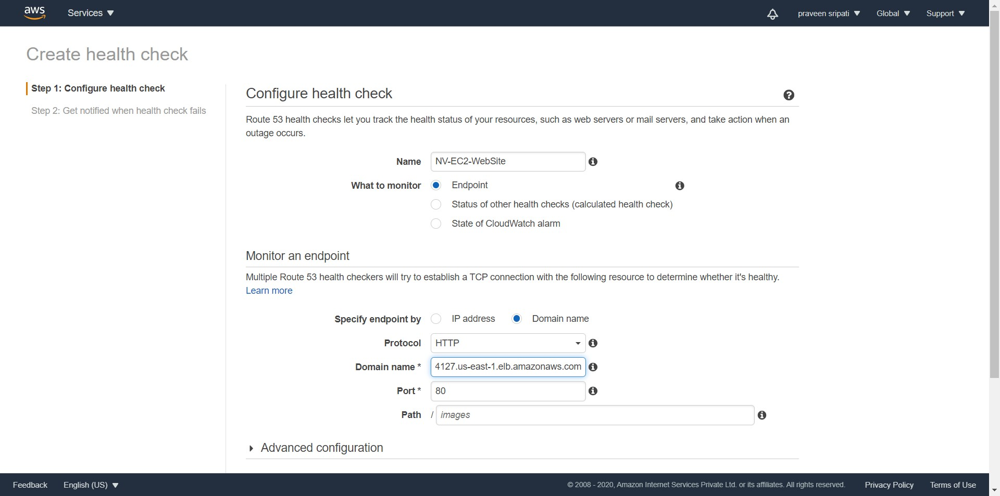 aws
Services
praveen sripati
Global
Support
Create health check
Step 1: Configure health check
Step 2: Get notified when health check fails
Configure health check
Route 53 health checks let you track the health status of your resources, such as web servers or mail servers, and take action when an
outage occurs.
Name NV-EC2-WebSite
What to monitor Endpoint
Status of other health checks (calculated health check)
State of CloudWatch alarm
Monitor an endpoint
Multiple Route 53 health checkers will try to establish a TCP connection with the following resource to determine whether it's healthy.
Learn more
Specify endpoint by IP address Domain name
Protocol HTTP
Domain name * 4127.us-east-1.elb.amazonaws.com
Port * 80
Path / images
Advanced configuration
Feedback English (US) © 2008 - 2020, Amazon Internet Services Private Ltd. or its affiliates. All rights reserved. Privacy Policy Terms of Use